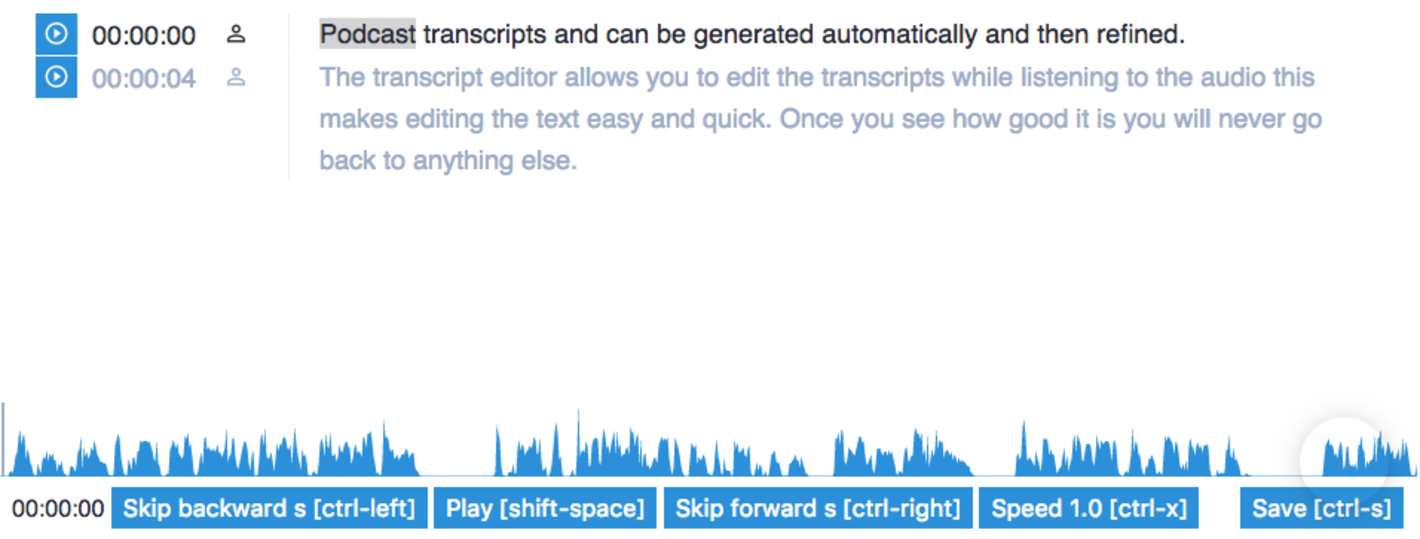 00:00:00 Podcast transcripts and can be generated automatically and then refined.
00:00:04 The transcript editor allows you to edit the transcripts while listening to the audio this
makes editing the text easy and quick. Once you see how good it is you will never go
back to anything else.
00:00:00 Skip backward s [ctrl-left] Play [shift-space] Skip forward s [ctrl-right] Speed 1.0 [ctrl-x] Save [ctrl-s]